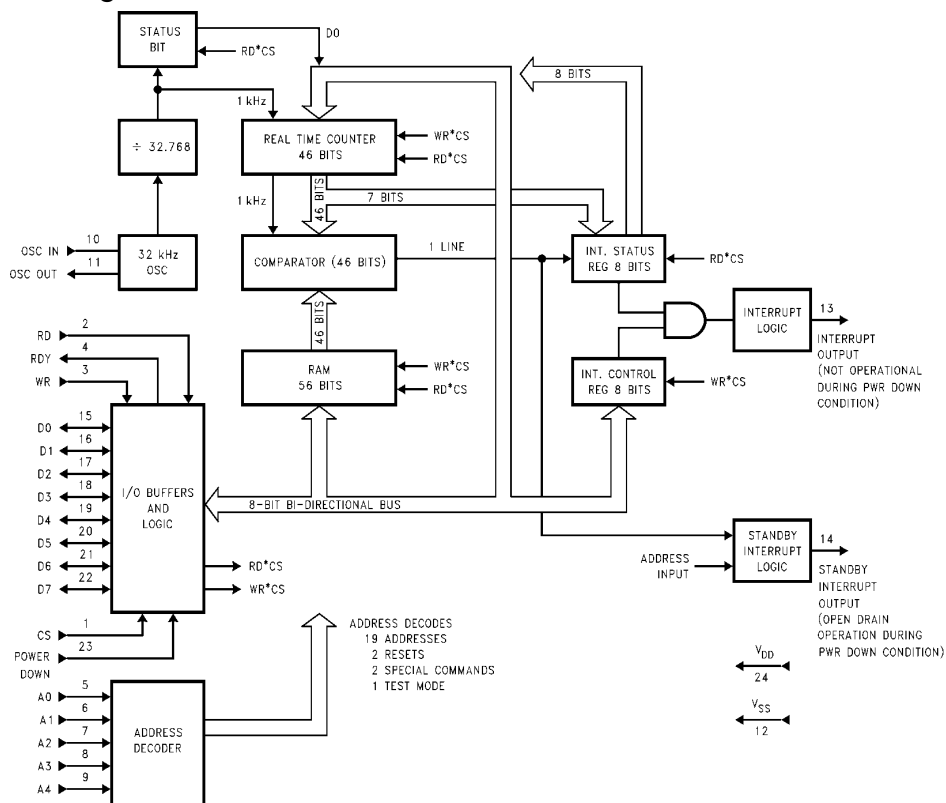 STATUS
BIT
D0
RD*CS
8 BITS
1 kHz
÷ 32.768
REAL TIME COUNTER
46 BITS
WR*CS
RD*CS
1 kHz
46 BITS
7 BITS
OSC IN
10
OSC OUT
11
32 kHz
OSC
COMPARATOR (46 BITS)
1 LINE
INT. STATUS
REG 8 BITS
RD*CS
46 BITS
INTERRUPT
LOGIC
13
INTERRUPT
OUTPUT
(NOT OPERATIONAL
DURING PWR DOWN
CONDITION)
RD
2
RDY
4
WR
3
RAM
56 BITS
WR*CS
RD*CS
INT. CONTROL
REG 8 BITS
WR*CS
D0
15
D1
16
D2
17
D3
18
D4
19
D5
20
D6
21
D7
22
I/O BUFFERS
AND
LOGIC
8-BIT BI-DIRECTIONAL BUS
RD*CS
WR*CS
STANDBY
INTERRUPT
LOGIC
14
ADDRESS
INPUT
STANDBY
INTERRUPT
OUTPUT
(OPEN DRAIN
OPERATION DURING
PWR DOWN CONDITION)
CS
1
POWER
DOWN
23
ADDRESS DECODES
19 ADDRESSES
2 RESETS
2 SPECIAL COMMANDS
1 TEST MODE
VDD
24
VSS
12
A0
5
A1
6
A2
7
A3
8
A4
9
ADDRESS
DECODER